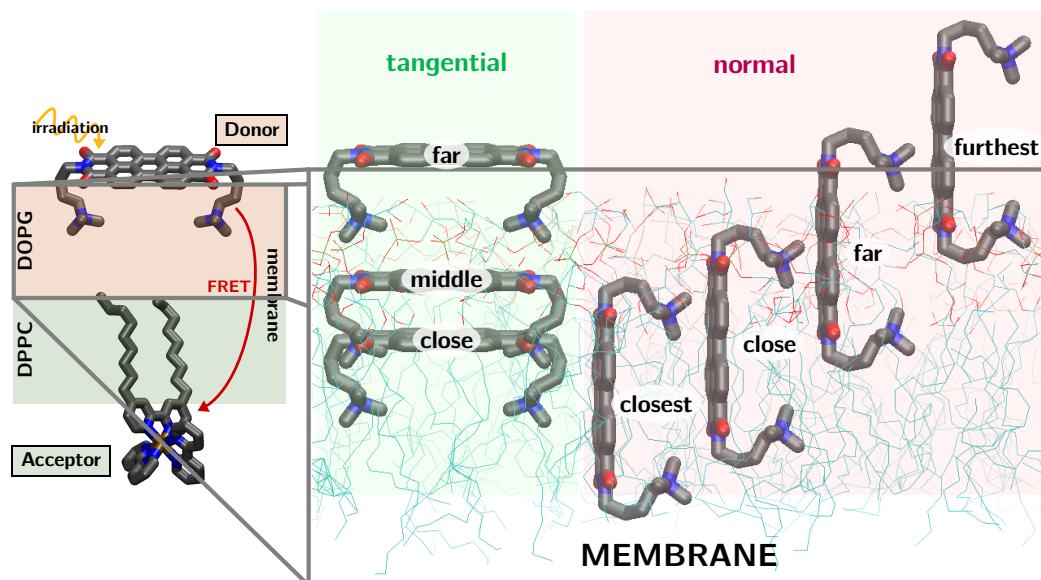 tangential
normal
irradiation
Donor
far
furthest
DOPG
membrane
FRET
middle
far
DPPC
close
close
closest
Acceptor
MEMBRANE